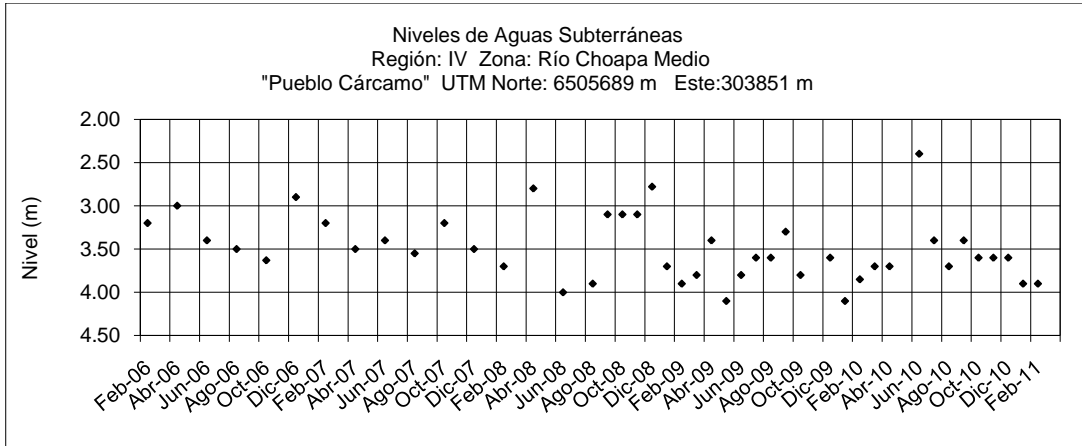 Niveles de Aguas Subterráneas
Región: IV  Zona: Río Choapa Medio
"Pueblo Cárcamo"  UTM Norte: 6505689 m   Este:303851 m
Nivel (m)
2.00
2.50
3.00
3.50
4.00
4.50
Feb-06
Abr-06
Jun-06
Ago-06
Oct-06
Dic-06
Feb-07
Abr-07
Jun-07
Ago-07
Oct-07
Dic-07
Feb-08
Abr-08
Jun-08
Ago-08
Oct-08
Dic-08
Feb-09
Abr-09
Jun-09
Ago-09
Oct-09
Dic-09
Feb-10
Abr-10
Jun-10
Ago-10
Oct-10
Dic-10
Feb-11